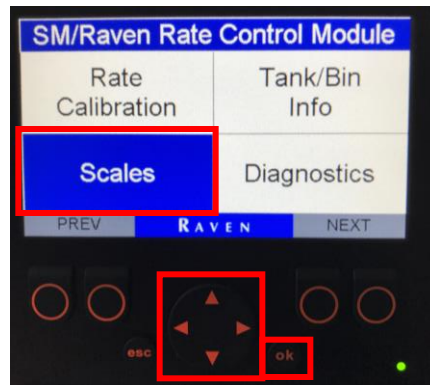 SM/Raven Rate Control Module
Rate
Calibration
Tank/Bin
Info
Scales
Diagnostics
PREV
RAVEN
NEXT
esc
ok